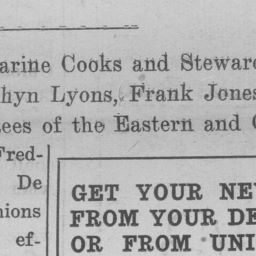 arine Cooks and Steward
hyn Lyons, Frank Jones
ees of the Eastern and
Fred-
De
nions
ef-
GET YOUR NE
FROM YOUR DE
OR FROM UNI